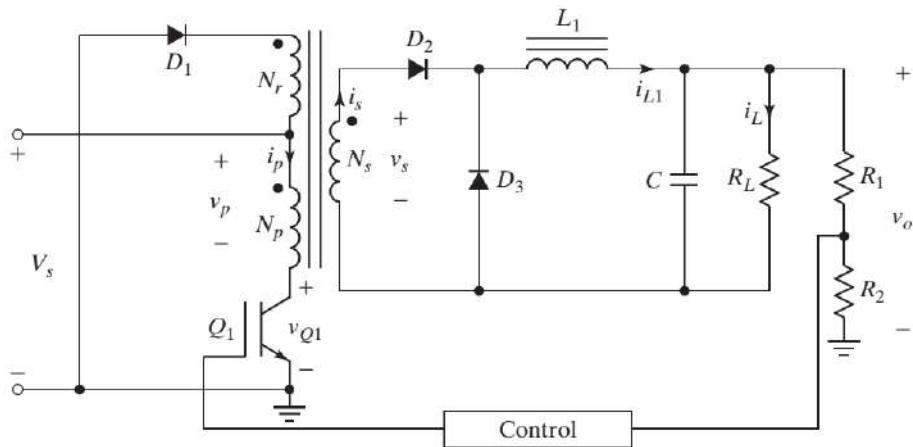 L1
D1
D2
Nr
is
iL1
iL
+
+
ip
+
+
Ns
vs
D3
C
RL
R1
vp
Np
−
−
vo
Vs
+
R2
Q1
vQ1
−
−
−
Control